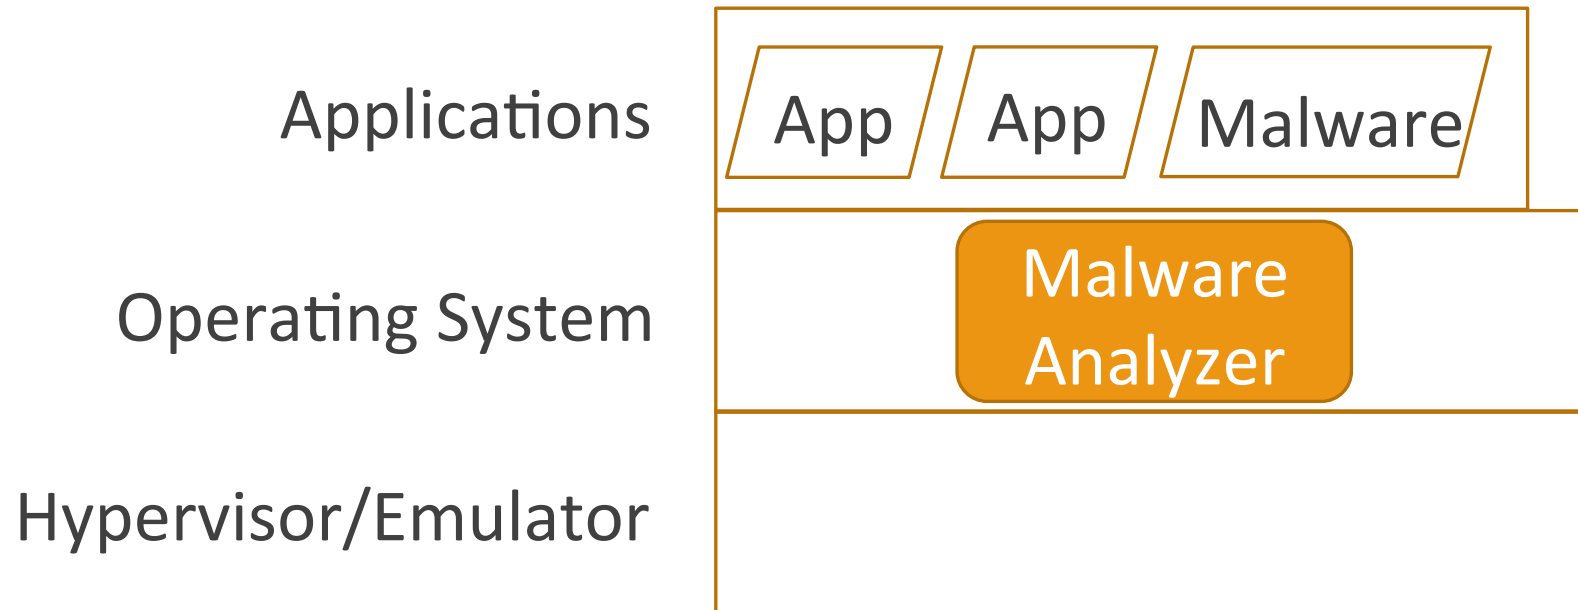 Applications
App
App
Malware
Operating System
Malware
Analyzer
Hypervisor/Emulator